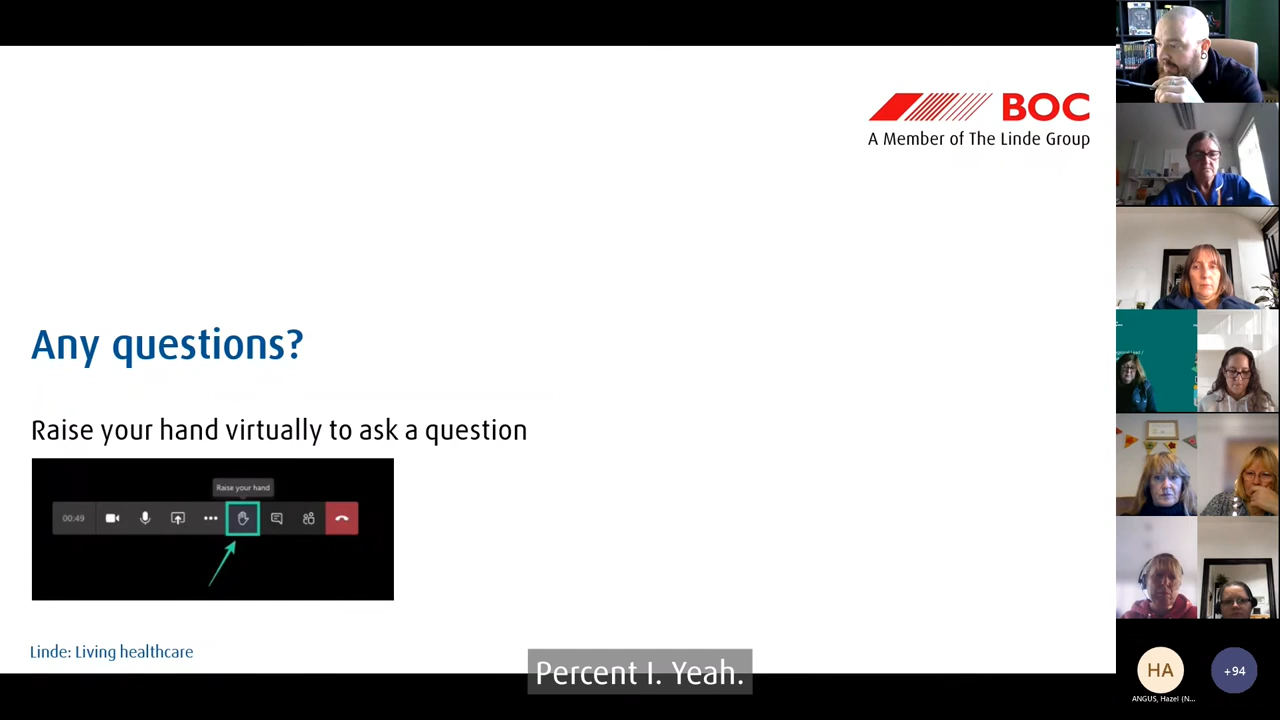 BOC
A Member of The Linde Group
Any questions?
Raise your hand virtually to ask a question
Raise your hand
00:49
Linde: Living healthcare
Percent I. Yeah.
HA
+94
ANGUS, Hazel (N...